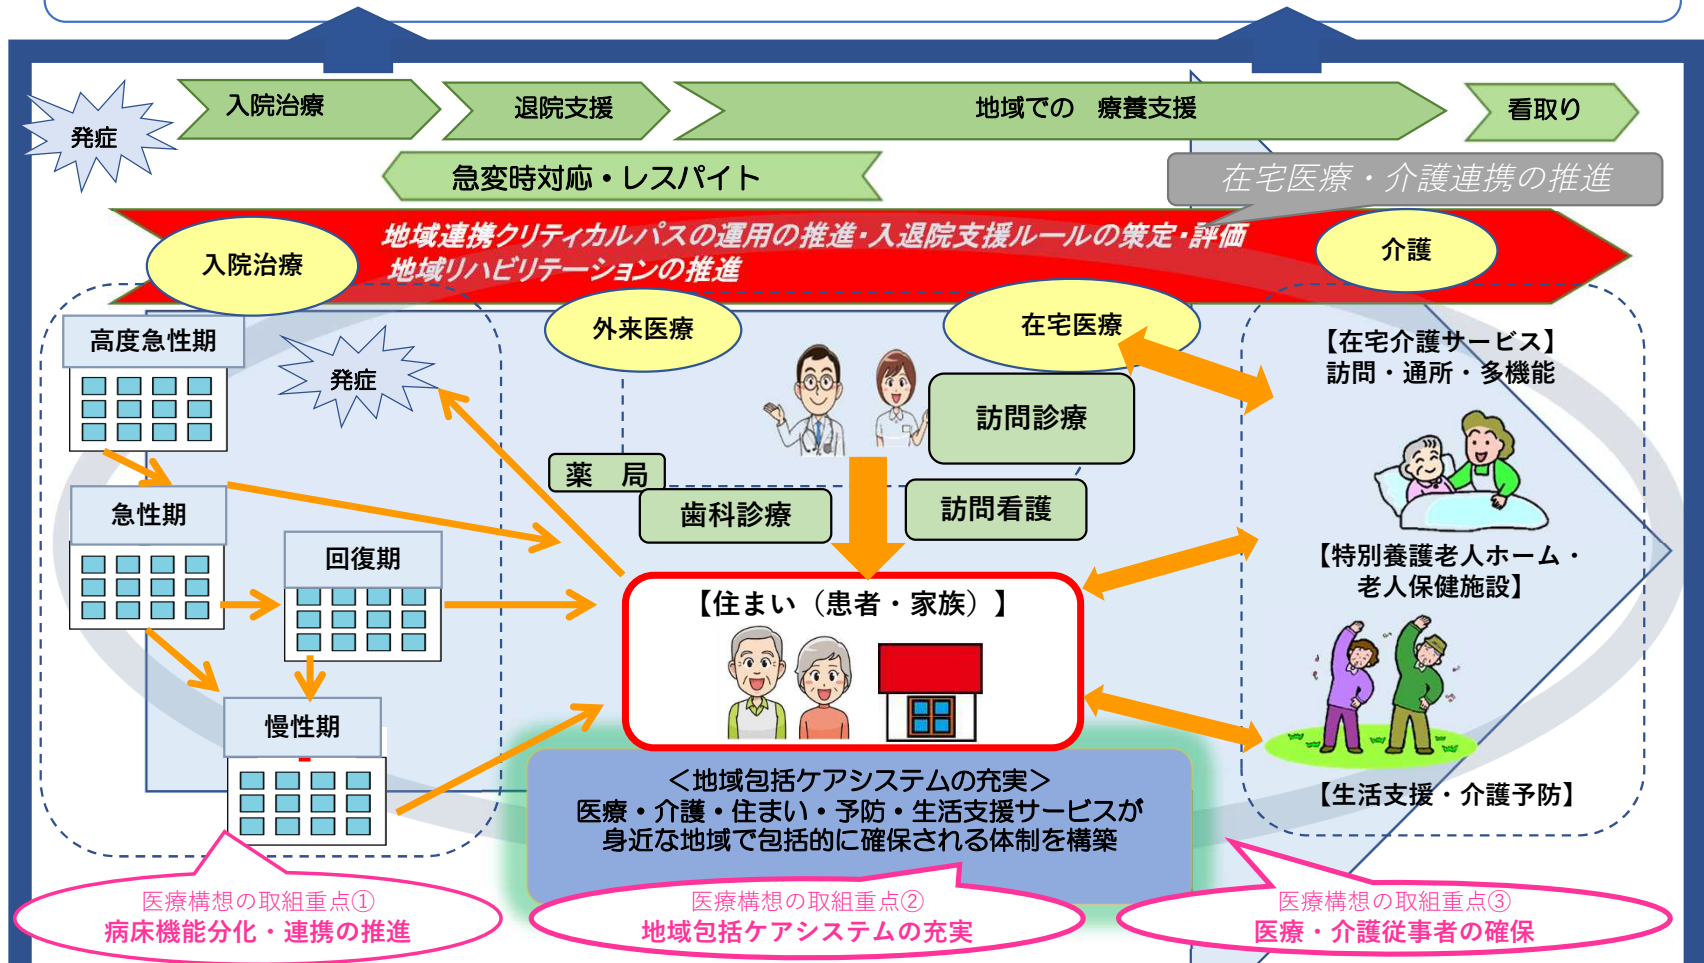 入院治療
退院支援
地域での 療養支援
看取り
発症
急変時対応・レスパイト
在宅医療・介護連携の推進
地域連携クリティカルパスの運用の推進・入退院支援ルールの策定・評価
地域リハビリテーションの推進
入院治療
介護
外来医療
在宅医療
高度急性期
発症
【在宅介護サービス】
訪問・通所・多機能
訪問診療
薬 局
歯科診療
訪問看護
急性期
回復期
【特別養護老人ホーム・
老人保健施設】
【住まい（患者・家族）】
慢性期
【生活支援・介護予防】
＜地域包括ケアシステムの充実＞
医療・介護・住まい・予防・生活支援サービスが
身近な地域で包括的に確保される体制を構築
医療構想の取組重点①
病床機能分化・連携の推進
医療構想の取組重点②
地域包括ケアシステムの充実
医療構想の取組重点③
医療・介護従事者の確保